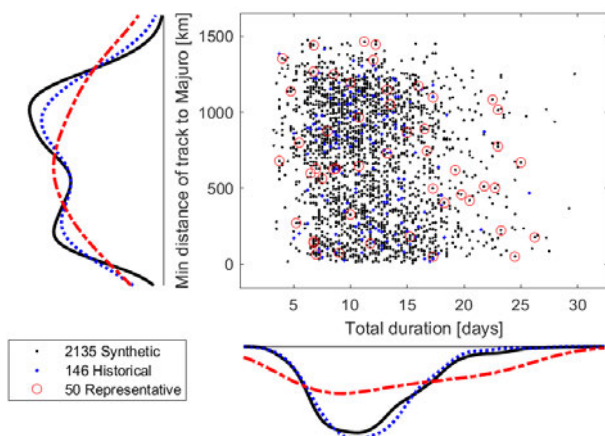 Min distance of track to Majuro [km]
1500
1000
500
0
5 10 15 20 25 30
Total duration [days]
2135 Synthetic
146 Historical
50 Representative